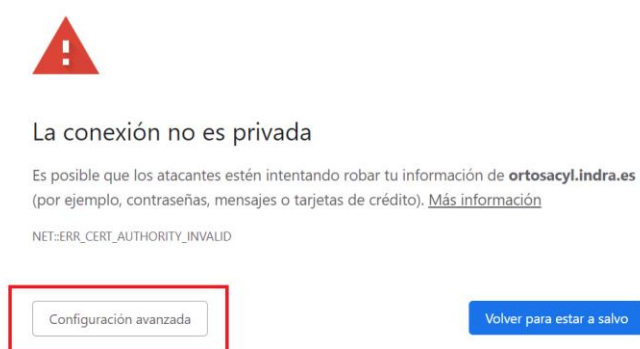 La conexión no es privada
Es posible que los atacantes estén intentando robar tu información de ortosacyl.indra.es
(por ejemplo, contraseñas, mensajes o tarjetas de crédito). Más información
NET::ERR_CERT_AUTHORITY_INVALID
Configuración avanzada
Volver para estar a salvo